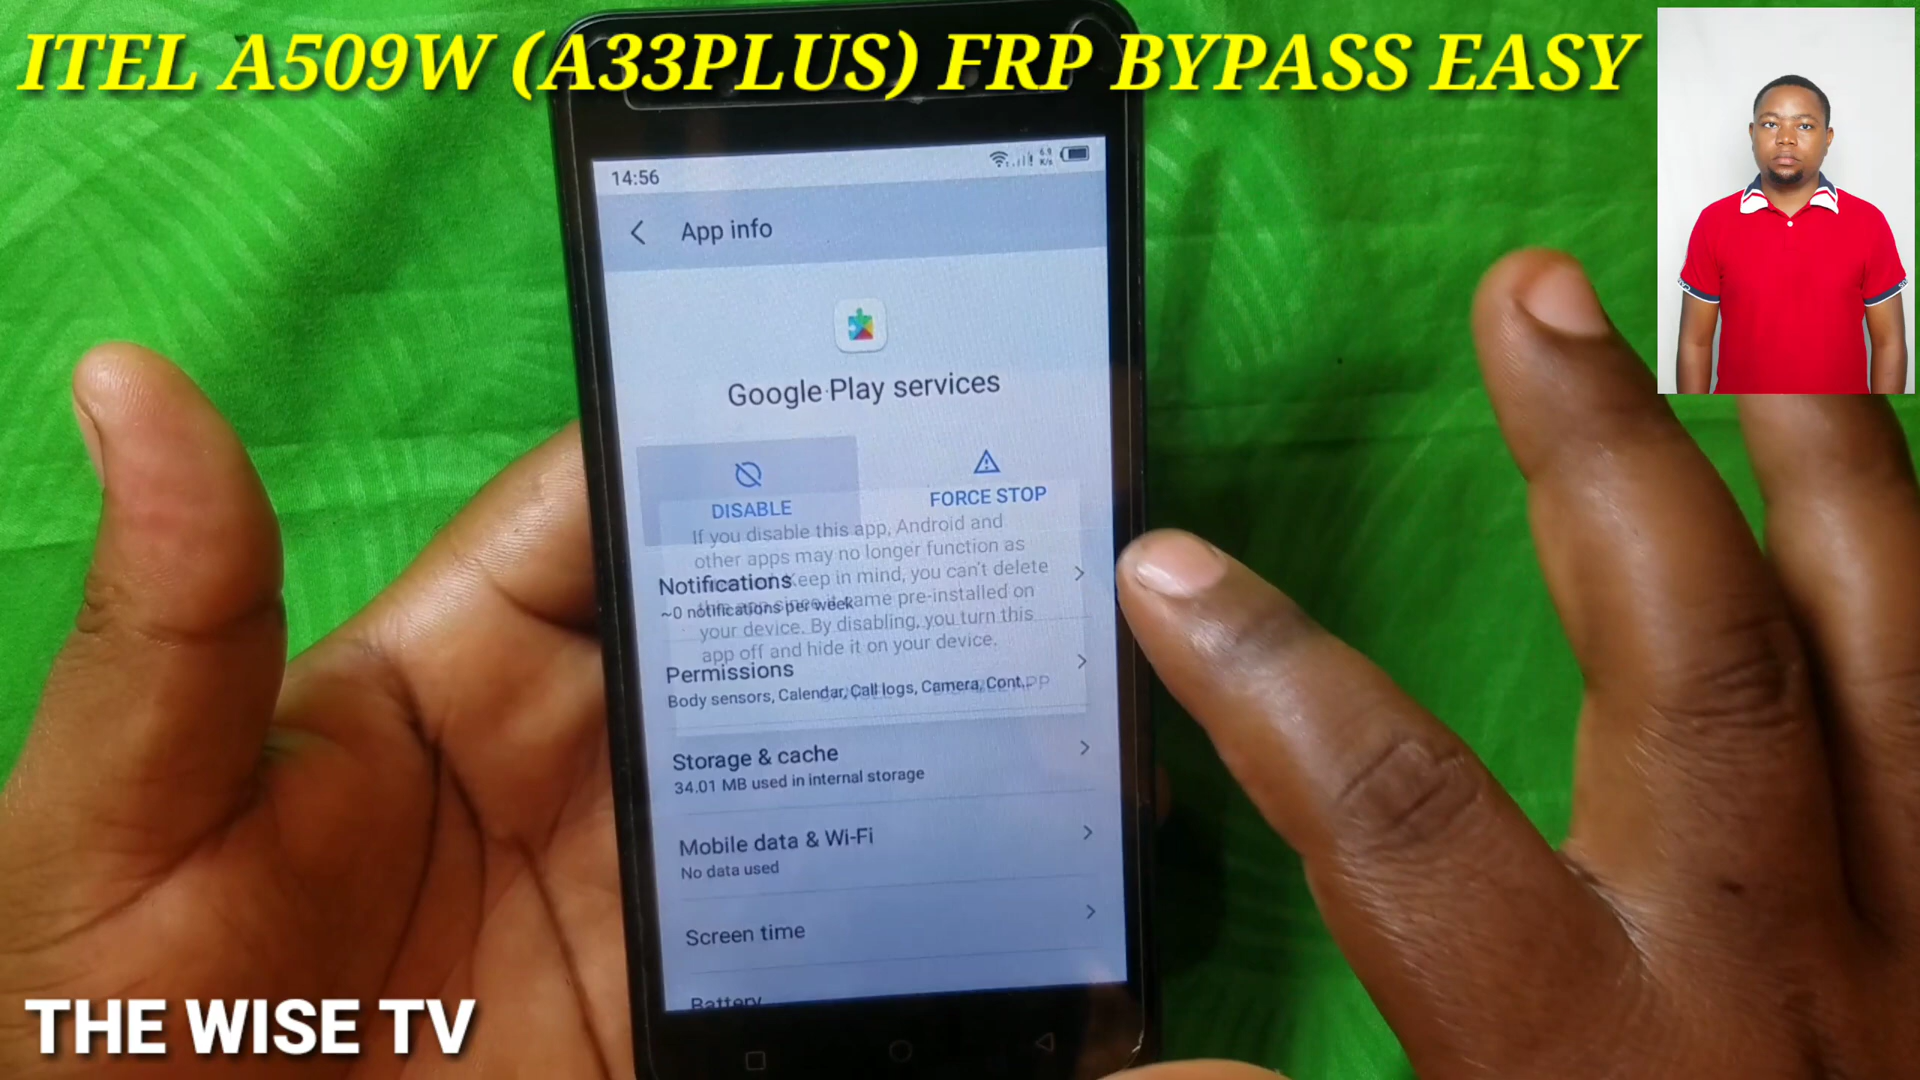 ITEL A509W (A33PLUS) FRP BYPASS EASY
14:56
6.9
K/s
App info
Google Play services
DISABLE
FORCE STOP
If you disable this app, Android and
other apps may no longer function as
Keep in mind, you can't delete
Notifications
came pre-installed on
~0 notifications per week
your device. By disabling, you turn this
app off and hide it on your device.
Permissions
Body sensors, Calendar, Call logs, Camera, Cont...
APP
Storage & cache
34.01 MB used in internal storage
Mobile data & Wi-Fi
No data used
Screen time
Battery
THE WISE TV